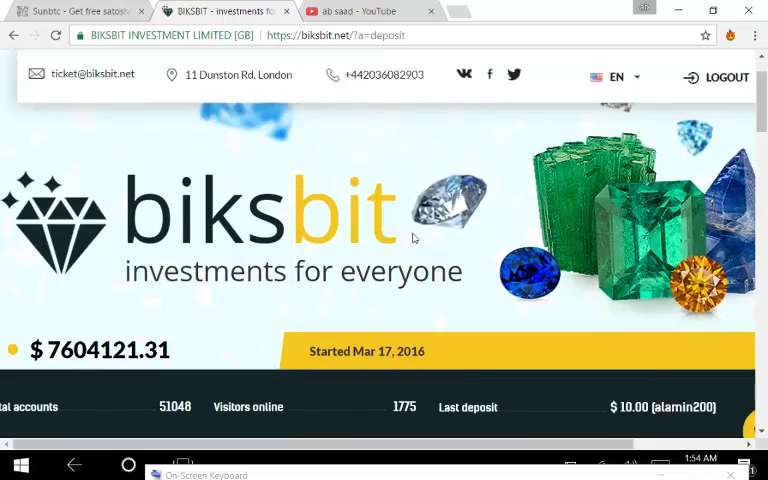 Sunbtc - Get free satosh
BIKSBIT - investments fo
ab saad - YouTube
ab
BIKSBIT INVESTMENT LIMITED [GB]
https://biksbit.net/?a=deposit
ticket@biksbit.net
11 Dunston Rd, London
+442036082903
EN
LOGOUT
biksbit
investments for everyone
$ 7604121.31
Started Mar 17, 2016
tal accounts 51048
Visitors online 1775
Last deposit $ 10.00 (alamin200)
1:54 AM
On-Screen Keyboard